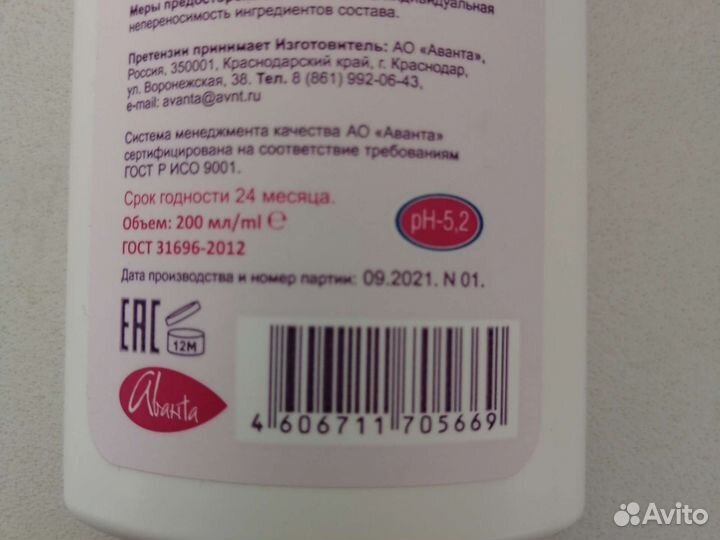 Меры
индивидуальная
непереносимость ингредиентов состава.
Претензии принимает Изготовитель: АО «Аванта»,
Россия, 350001, Краснодарский край, г. Краснодар,
ул. Воронежская, 38. Тел. 8 (861) 992-06-43,
e-mail: avanta@avnt.ru
Система менеджмента качества АО «Аванта»
сертифицирована на соответствие требованиям
ГОСТ Р ИСО 9001.
Срок годности 24 месяца.
Объем: 200 мл/ml ℮
pH-5,2
ГОСТ 31696-2012
Дата производства и номер партии: 09.2021. N 01.
EAC
12M
Avanta
4 606711 705669
Avito